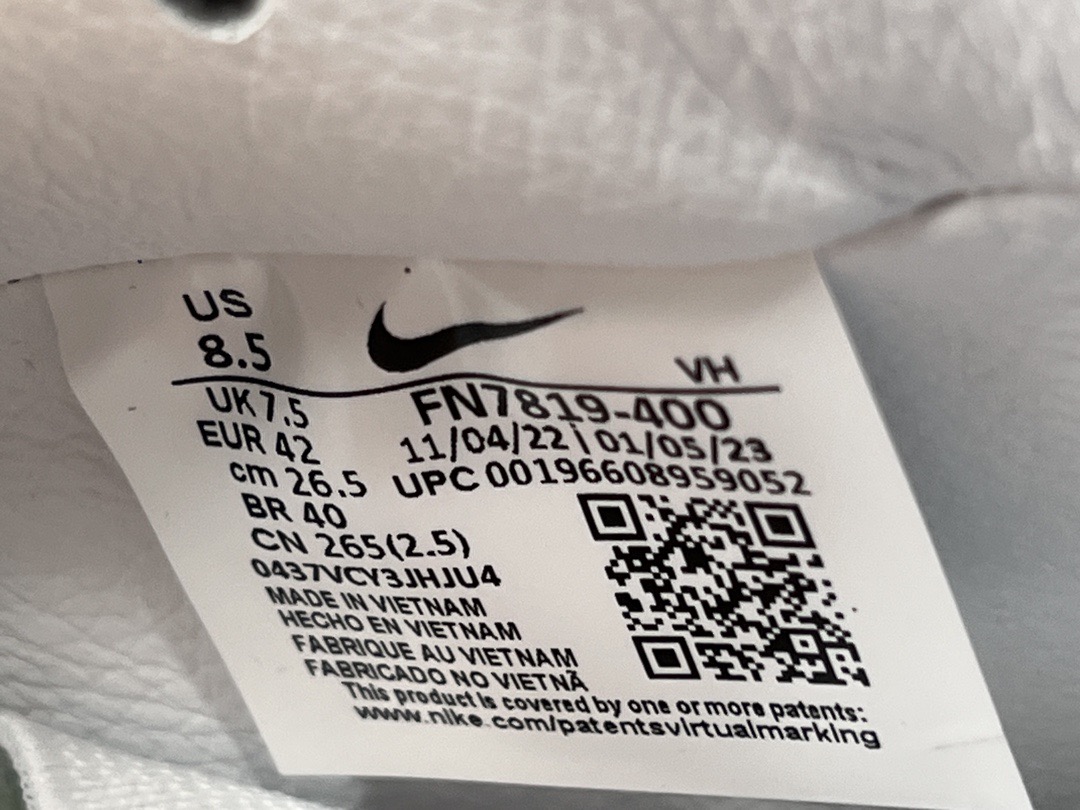 US
8.5
VH
UK 7.5
FN7819-400
EUR 42
11/04/22 | 01/05/23
cm 26.5
UPC 00196608959052
BR 40
CN 265(2.5)
0437VCY3JHJU4
MADE IN VIETNAM
HECHO EN VIETNAM
FABRIQUE AU VIETNAM
FABRICADO NO VIETNÃ
This product is covered by one or more patents:
www.nike.com/patentsvirtualmarking